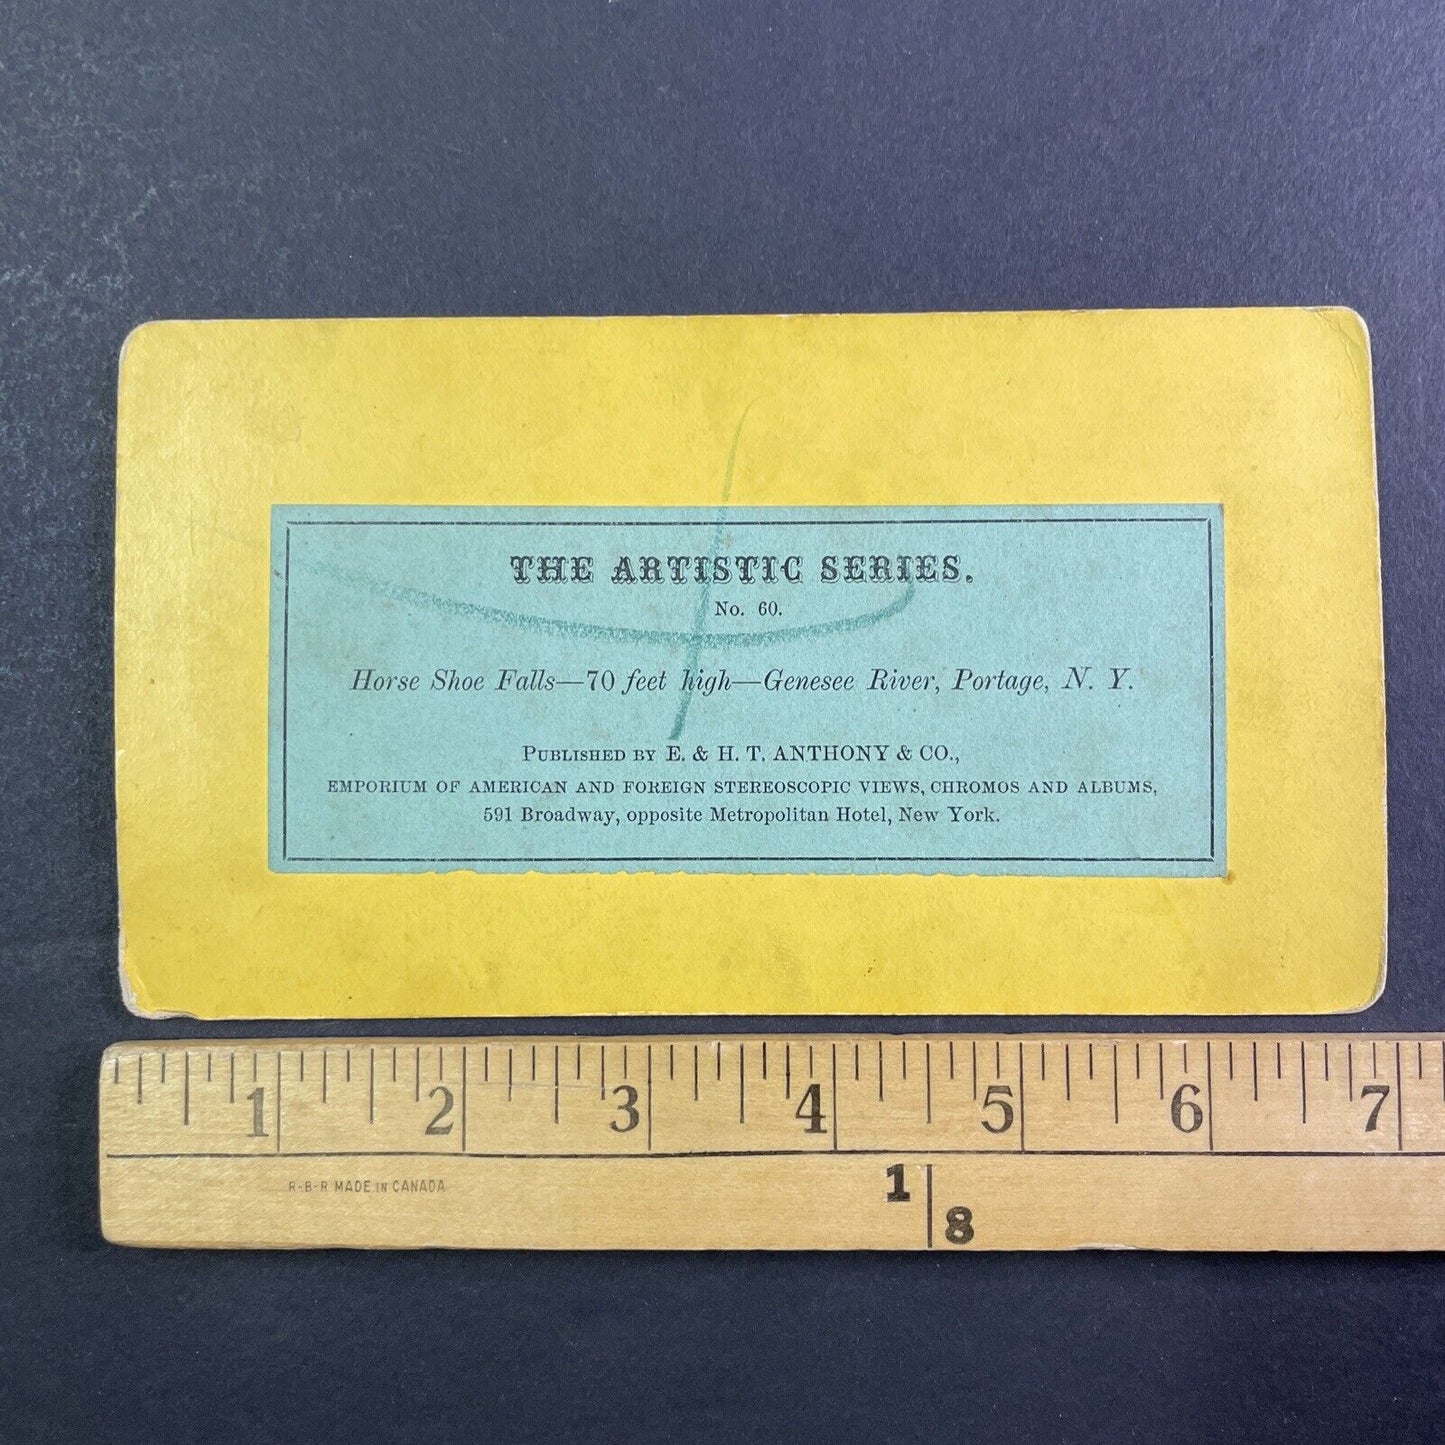 THE ARTISTIC SERIES.
No. 60.
Horse Shoe Falls—70 feet high—Genesee River, Portage, N. Y.
PUBLISHED BY E. & H. T. ANTHONY & CO.,
EMPORIUM OF AMERICAN AND FOREIGN STEREOSCOPIC VIEWS, CHROMOS AND ALBUMS,
591 Broadway, opposite Metropolitan Hotel, New York.
1 2 3 4 5 6 7
R-B-R MADE IN CANADA
1
8